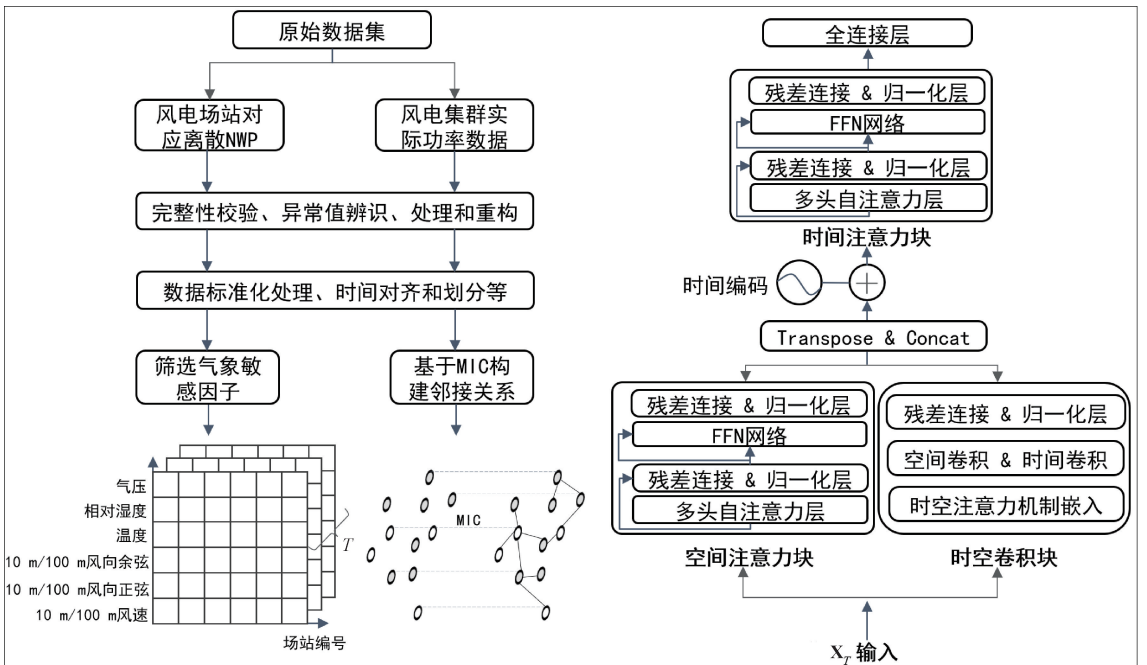 原始数据集
风电场站对
应离散NWP
风电集群实
际功率数据
完整性校验、异常值辨识、处理和重构
数据标准化处理、时间对齐和划分等
筛选气象敏
感因子
基于MIC构
建邻接关系
气压
相对湿度
温度
10 m/100 m风向余弦
10 m/100 m风向正弦
10 m/100 m风速
T
场站编号
MIC
全连接层
残差连接 & 归一化层
FFN网络
残差连接 & 归一化层
多头自注意力层
时间注意力块
时间编码
Transpose & Concat
残差连接 & 归一化层
FFN网络
残差连接 & 归一化层
多头自注意力层
空间注意力块
残差连接 & 归一化层
空间卷积 & 时间卷积
时空注意力机制嵌入
时空卷积块
X_T 输入